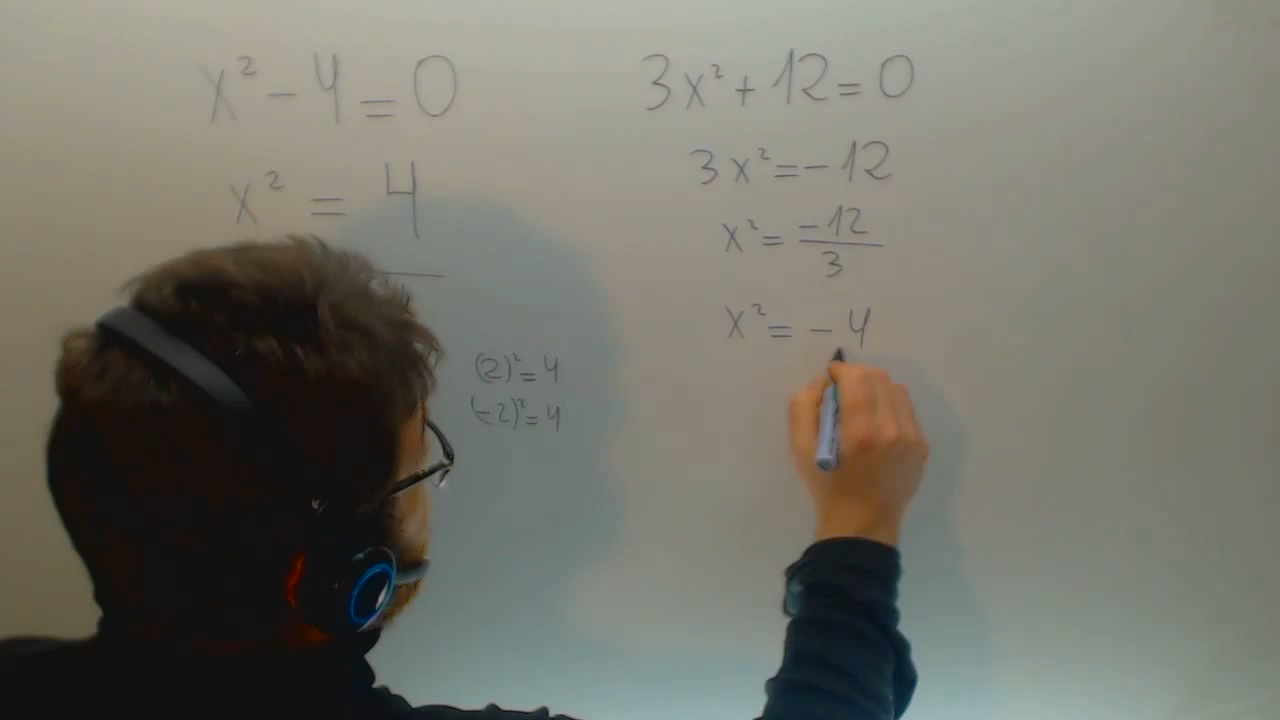 x² - 4 = 0
x² = 4
(2)² = 4
(-2)² = 4
3x² + 12 = 0
3x² = -12
x² = -12/3
x² = -4